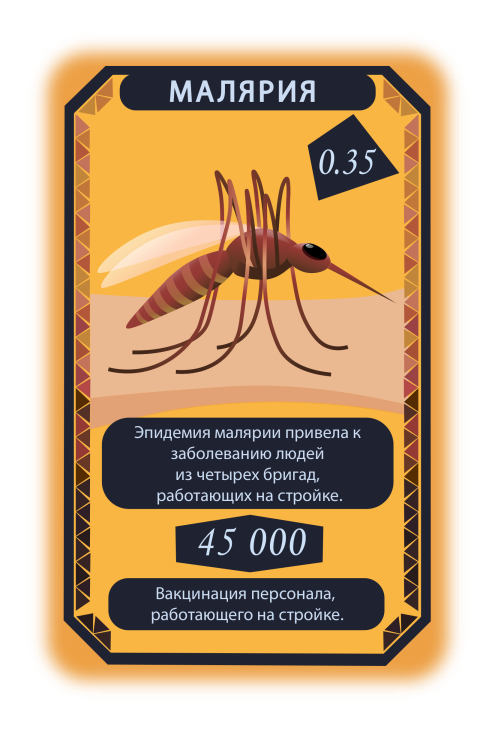 МАЛЯРИЯ
0.35
Эпидемия малярии привела к
заболеванию людей
из четырех бригад,
работающих на стройке.
45 000
Вакцинация персонала,
работающего на стройке.